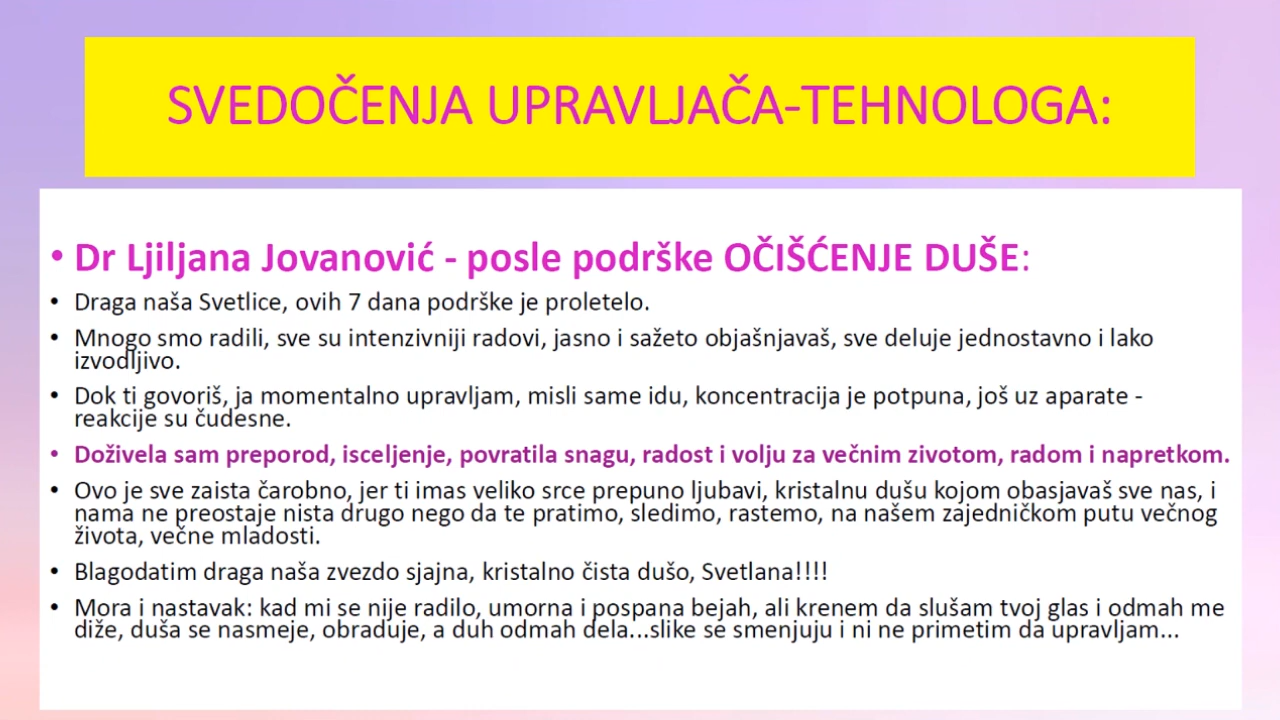 SVEDOČENJA UPRAVLJAČA-TEHNOLOGA:
• Dr Ljiljana Jovanović - posle podrške OČIŠĆENJE DUŠE:
• Draga naša Svetlice, ovih 7 dana podrške je proletelo.
• Mnogo smo radili, sve su intenzivniji radovi, jasno i sažeto objašnjavaš, sve deluje jednostavno i lako
izvodljivo.
• Dok ti govoriš, ja momentalno upravljam, misli same idu, koncentracija je potpuna, još uz aparate -
reakcije su čudesne.
• Doživela sam preporod, isceljenje, povratila snagu, radost i volju za večnim zivotom, radom i napretkom.
• Ovo je sve zaista čarobno, jer ti imas veliko srce prepuno ljubavi, kristalnu dušu kojom obasjavaš sve nas, i
nama ne preostaje nista drugo nego da te pratimo, sledimo, rastemo, na našem zajedničkom putu večnog
života, večne mladosti.
• Blagodatim draga naša zvezdo sjajna, kristalno čista dušo, Svetlana!!!!
• Mora i nastavak: kad mi se nije radilo, umorna i pospana bejah, ali krenem da slušam tvoj glas i odmah me
diže, duša se nasmeje, obraduje, a duh odmah dela...slike se smenjuju i ni ne primetim da upravljam...